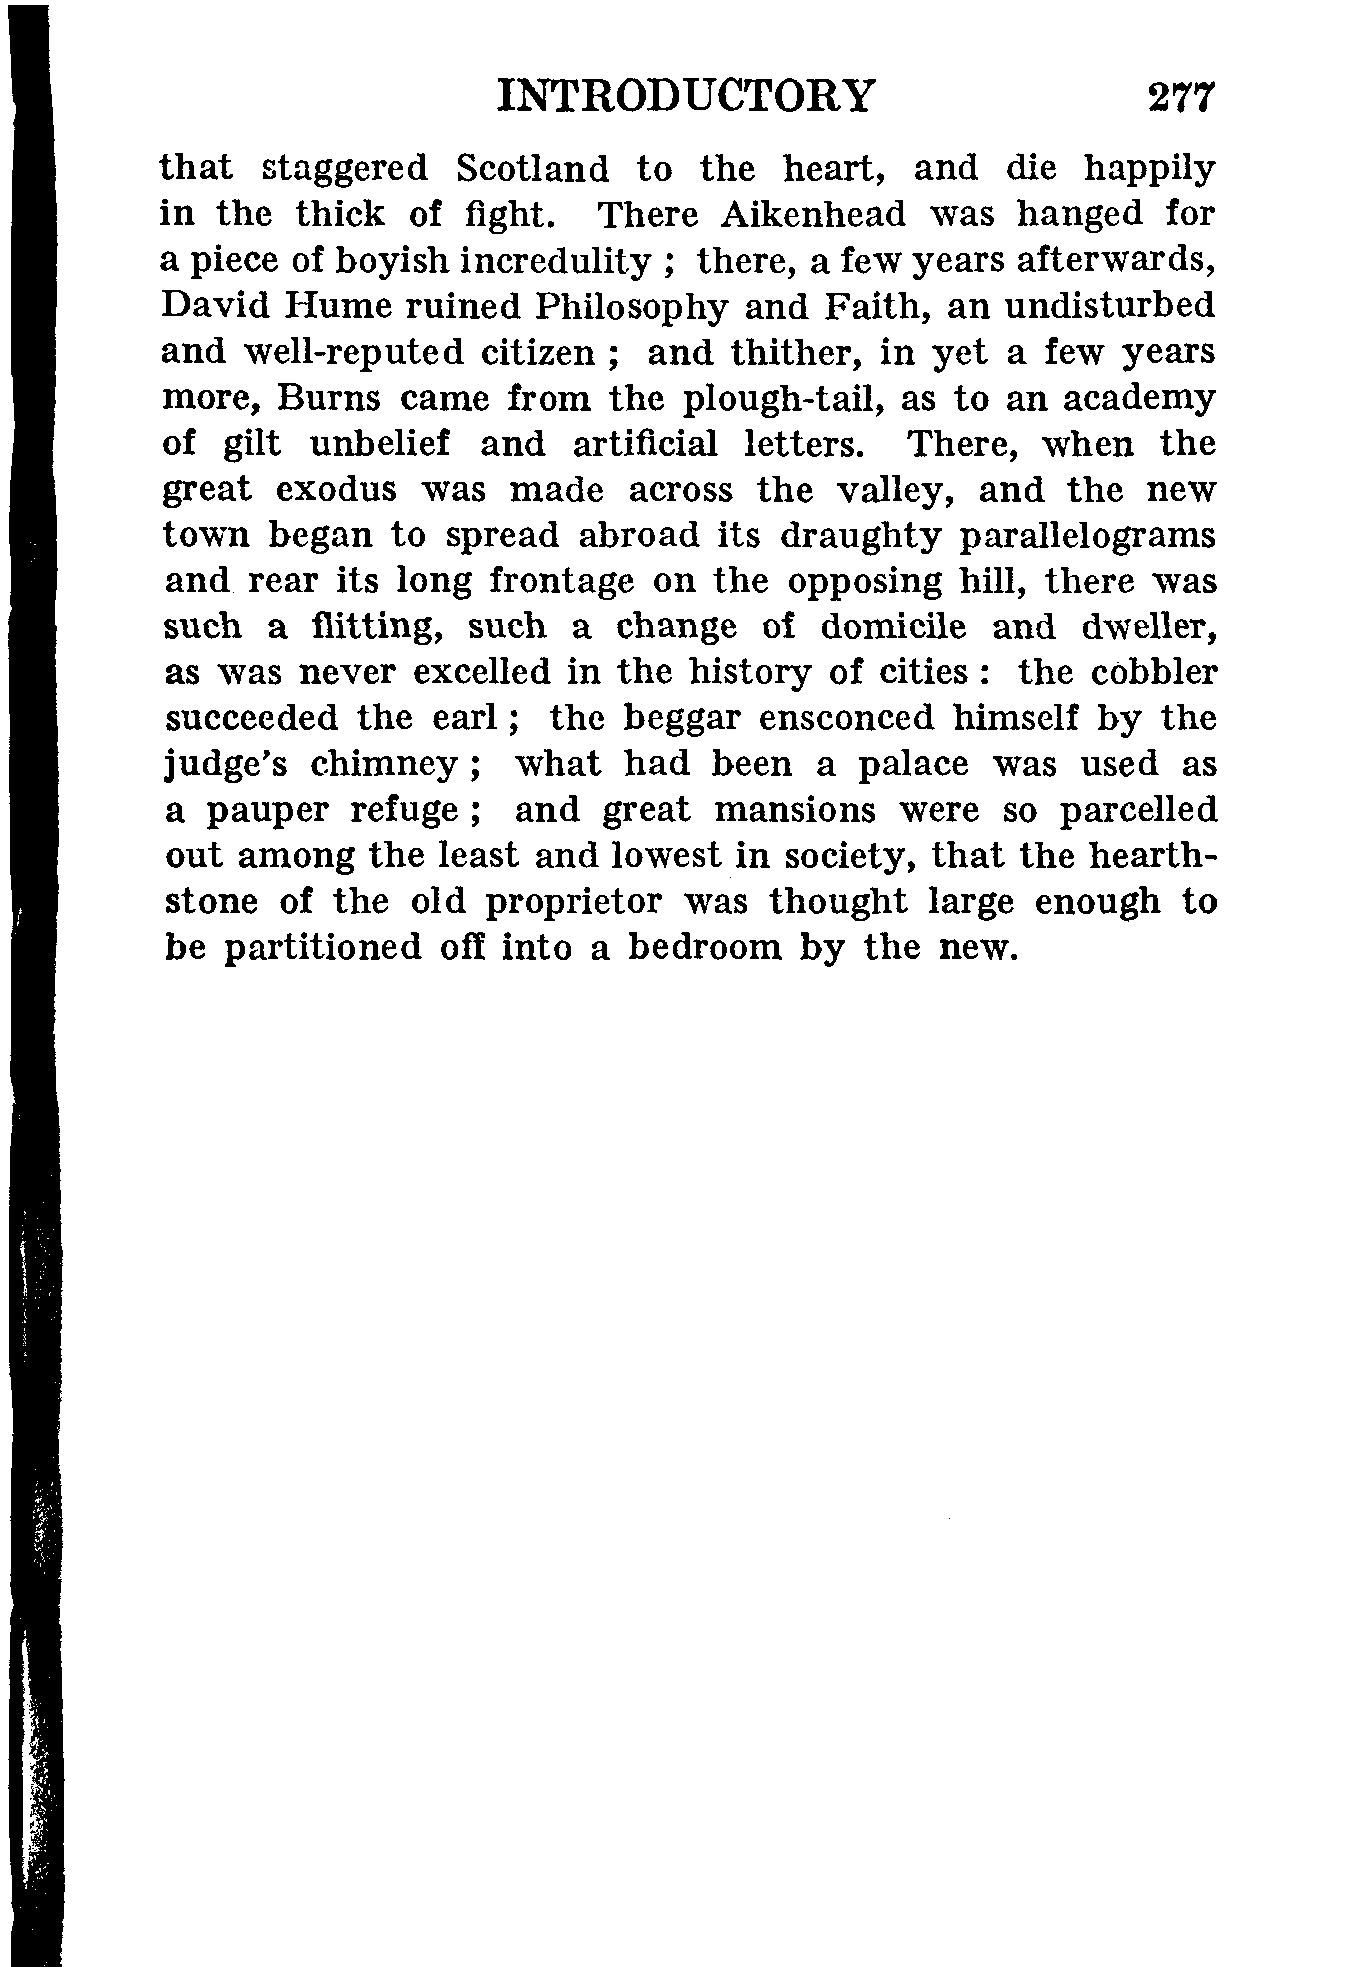 INTRODUCTORY 277
that staggered Scotland to the heart, and die happily
in the thick of fight. There Aikenhead was hanged for
a piece of boyish incredulity ; there, a few years afterwards,
David Hume ruined Philosophy and Faith, an undisturbed
and well-reputed citizen ; and thither, in yet a few years
more, Burns came from the plough-tail, as to an academy
of gilt unbelief and artificial letters. There, when the
great exodus was made across the valley, and the new
town began to spread abroad its draughty parallelograms
and rear its long frontage on the opposing hill, there was
such a flitting, such a change of domicile and dweller,
as was never excelled in the history of cities : the cobbler
succeeded the earl ; the beggar ensconced himself by the
judge's chimney ; what had been a palace was used as
a pauper refuge ; and great mansions were so parcelled
out among the least and lowest in society, that the hearth-
stone of the old proprietor was thought large enough to
be partitioned off into a bedroom by the new.